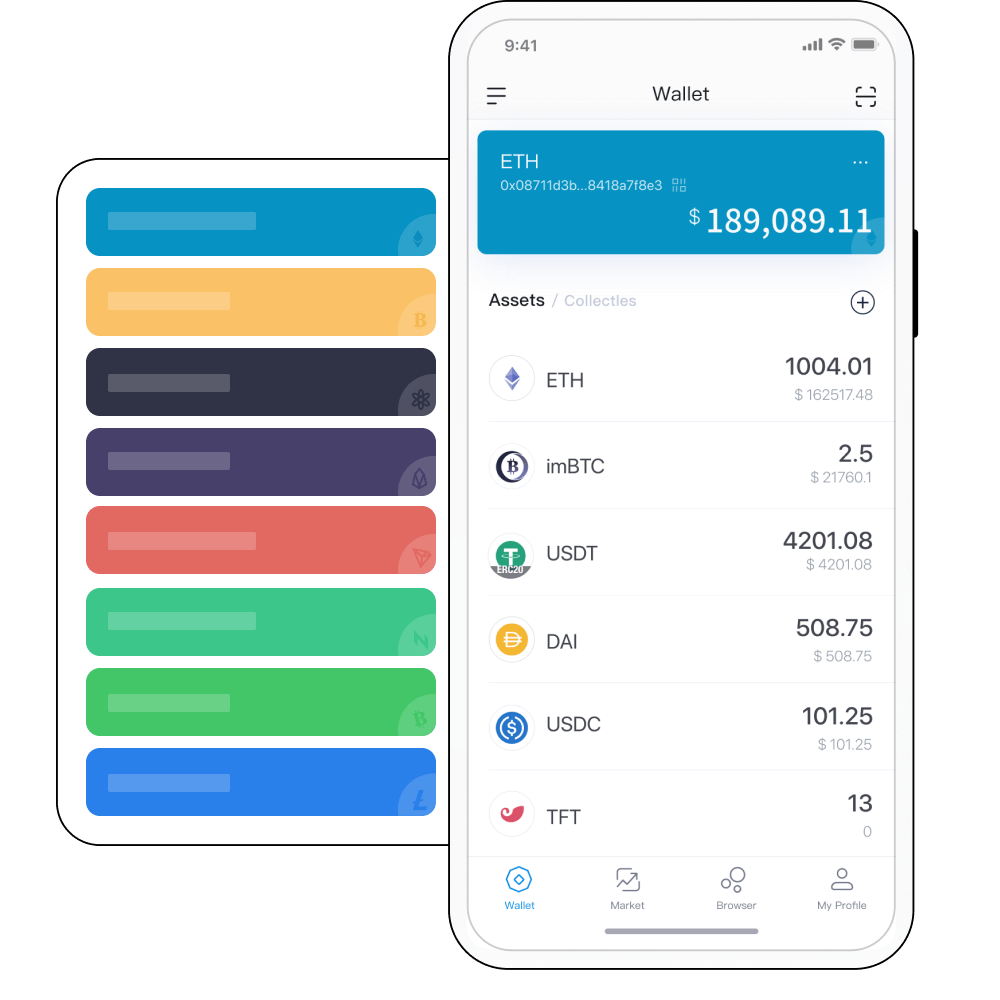 9:41
Wallet
ETH
...
0x08711d3b...8418a7f8e3
$ 189,089.11
Assets / Collectles
ETH
1004.01
$ 162517.48
imBTC
2.5
$ 21760.1
USDT
ERC20
4201.08
$ 4201.08
DAI
508.75
$ 508.75
USDC
101.25
$ 101.25
TFT
13
0
Wallet
Market
Browser
My Profile